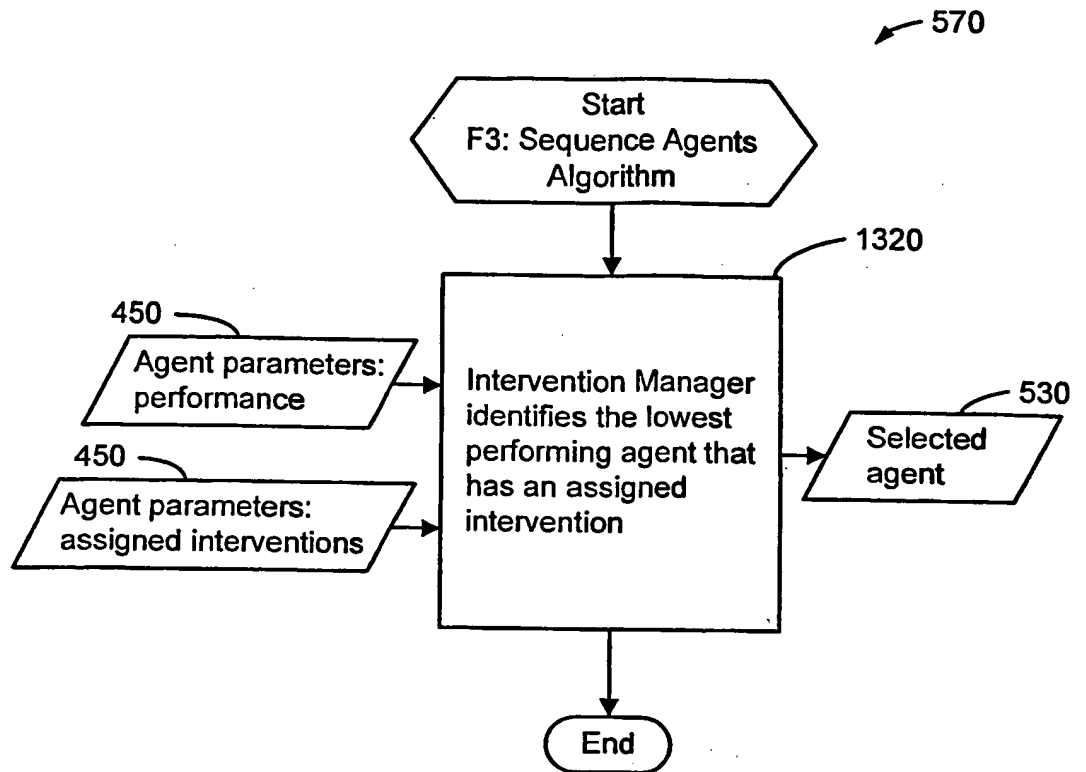 570
Start
F3: Sequence Agents
Algorithm
1320
450
Agent parameters:
performance
Intervention Manager
identifies the lowest
performing agent that
has an assigned
intervention
530
Selected
agent
450
Agent parameters:
assigned interventions
End